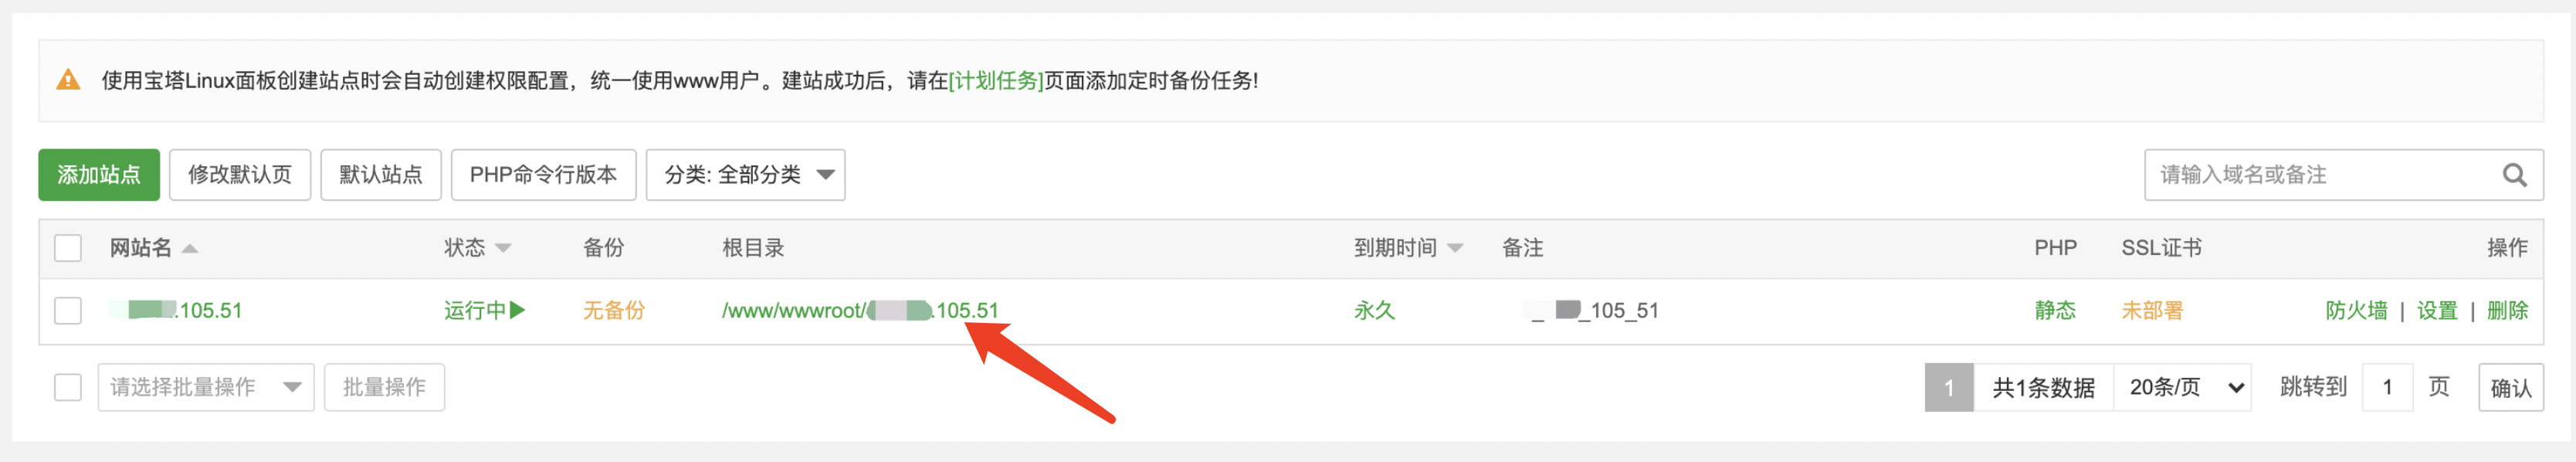 使用宝塔Linux面板创建站点时会自动创建权限配置，统一使用www用户。建站成功后，请在[计划任务]页面添加定时备份任务!
添加站点 修改默认页 默认站点 PHP命令行版本 分类: 全部分类 请输入域名或备注
网站名 状态 备份 根目录 到期时间 备注 PHP SSL证书 操作
.105.51 运行中 无备份 /www/wwwroot/ .105.51 永久 _ _105_51 静态 未部署 防火墙 | 设置 | 删除
请选择批量操作 批量操作 1 共1条数据 20条/页 跳转到 1 页 确认